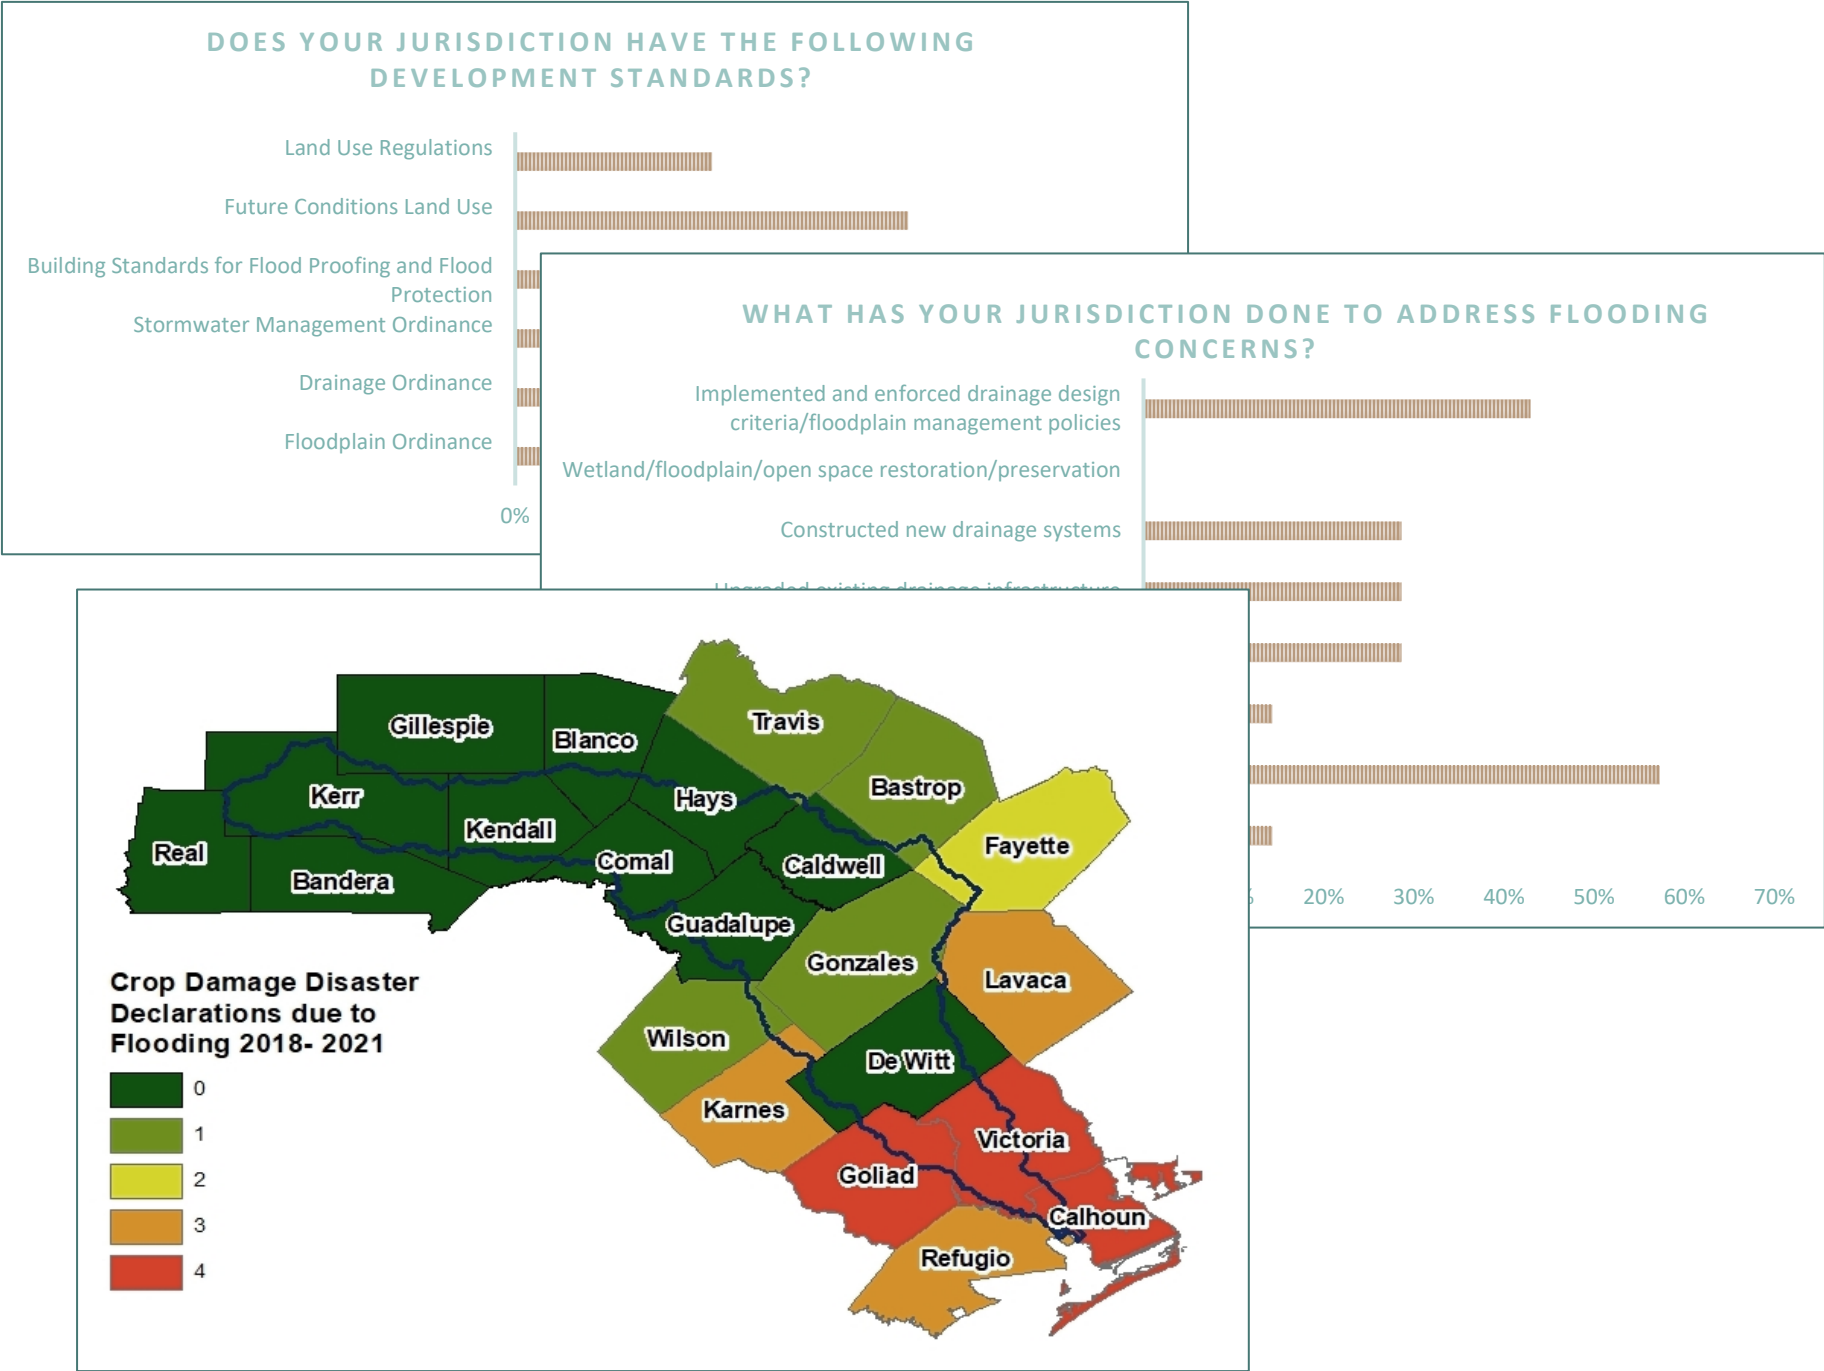 DOES YOUR JURISDICTION HAVE THE FOLLOWING
DEVELOPMENT STANDARDS?
Land Use Regulations
Future Conditions Land Use
Building Standards for Flood Proofing and Flood
Protection
Stormwater Management Ordinance
Drainage Ordinance
Floodplain Ordinance
0%
WHAT HAS YOUR JURISDICTION DONE TO ADDRESS FLOODING
CONCERNS?
Implemented and enforced drainage design
criteria/floodplain management policies
Wetland/floodplain/open space restoration/preservation
Constructed new drainage systems
Upgraded existing drainage infrastructure
20% 30% 40% 50% 60% 70%
Travis
Gillespie
Blanco
Bastrop
Kerr
Hays
Kendall
Fayette
Real
Comal
Caldwell
Bandera
Guadalupe
Gonzales
Lavaca
Wilson
De Witt
Karnes
Victoria
Goliad
Calhoun
Refugio
Crop Damage Disaster
Declarations due to
Flooding 2018- 2021
0
1
2
3
4